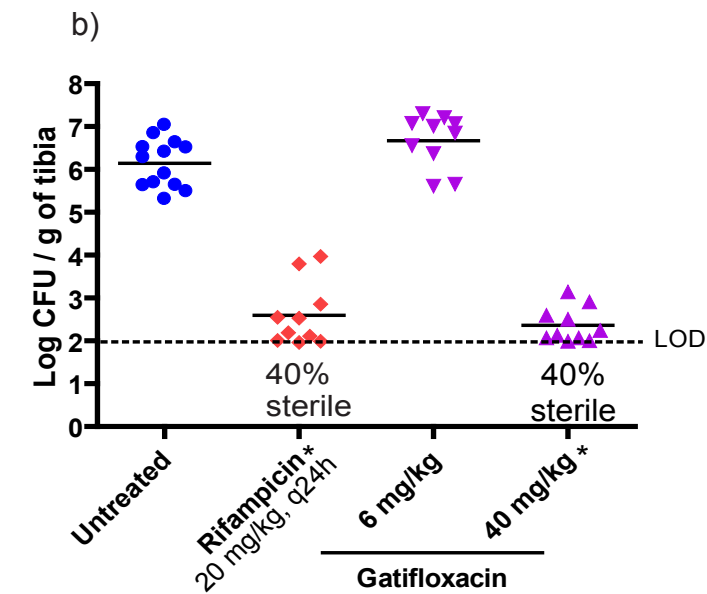 b)
Log CFU / g of tibia
8
7
6
5
4
3
2
1
0
LOD
40%
sterile
40%
sterile
Untreated
Rifampicin*
20 mg/kg, q24h
6 mg/kg
40 mg/kg*
Gatifloxacin